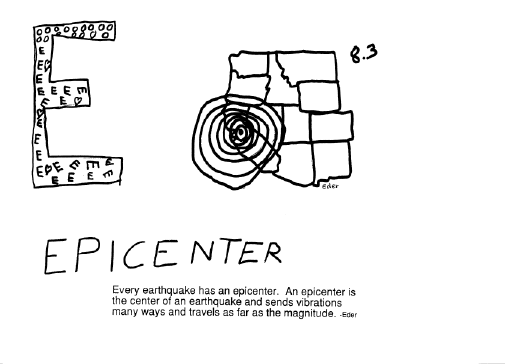 E
8.3
Eder
EPICENTER
Every earthquake has an epicenter. An epicenter is
the center of an earthquake and sends vibrations
many ways and travels as far as the magnitude. -Eder